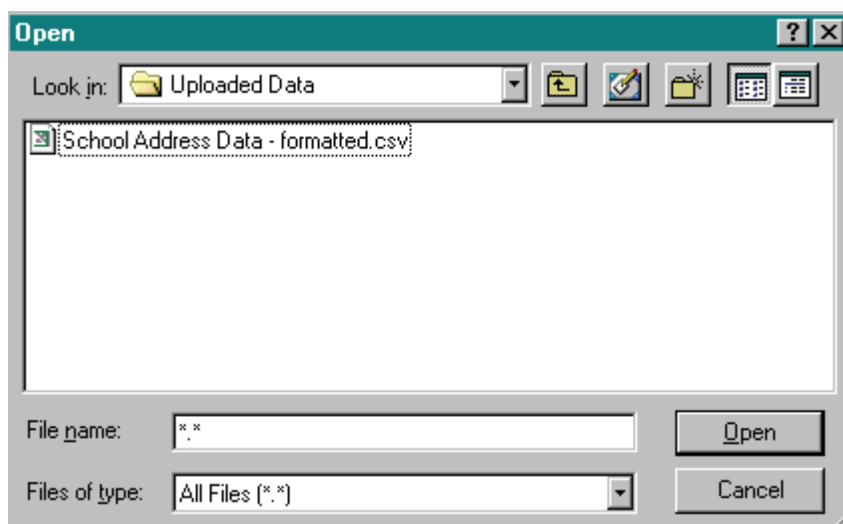 Open
Look in: Uploaded Data
School Address Data - formatted.csv
File name: *.* Open
Files of type: All Files (*.*) Cancel